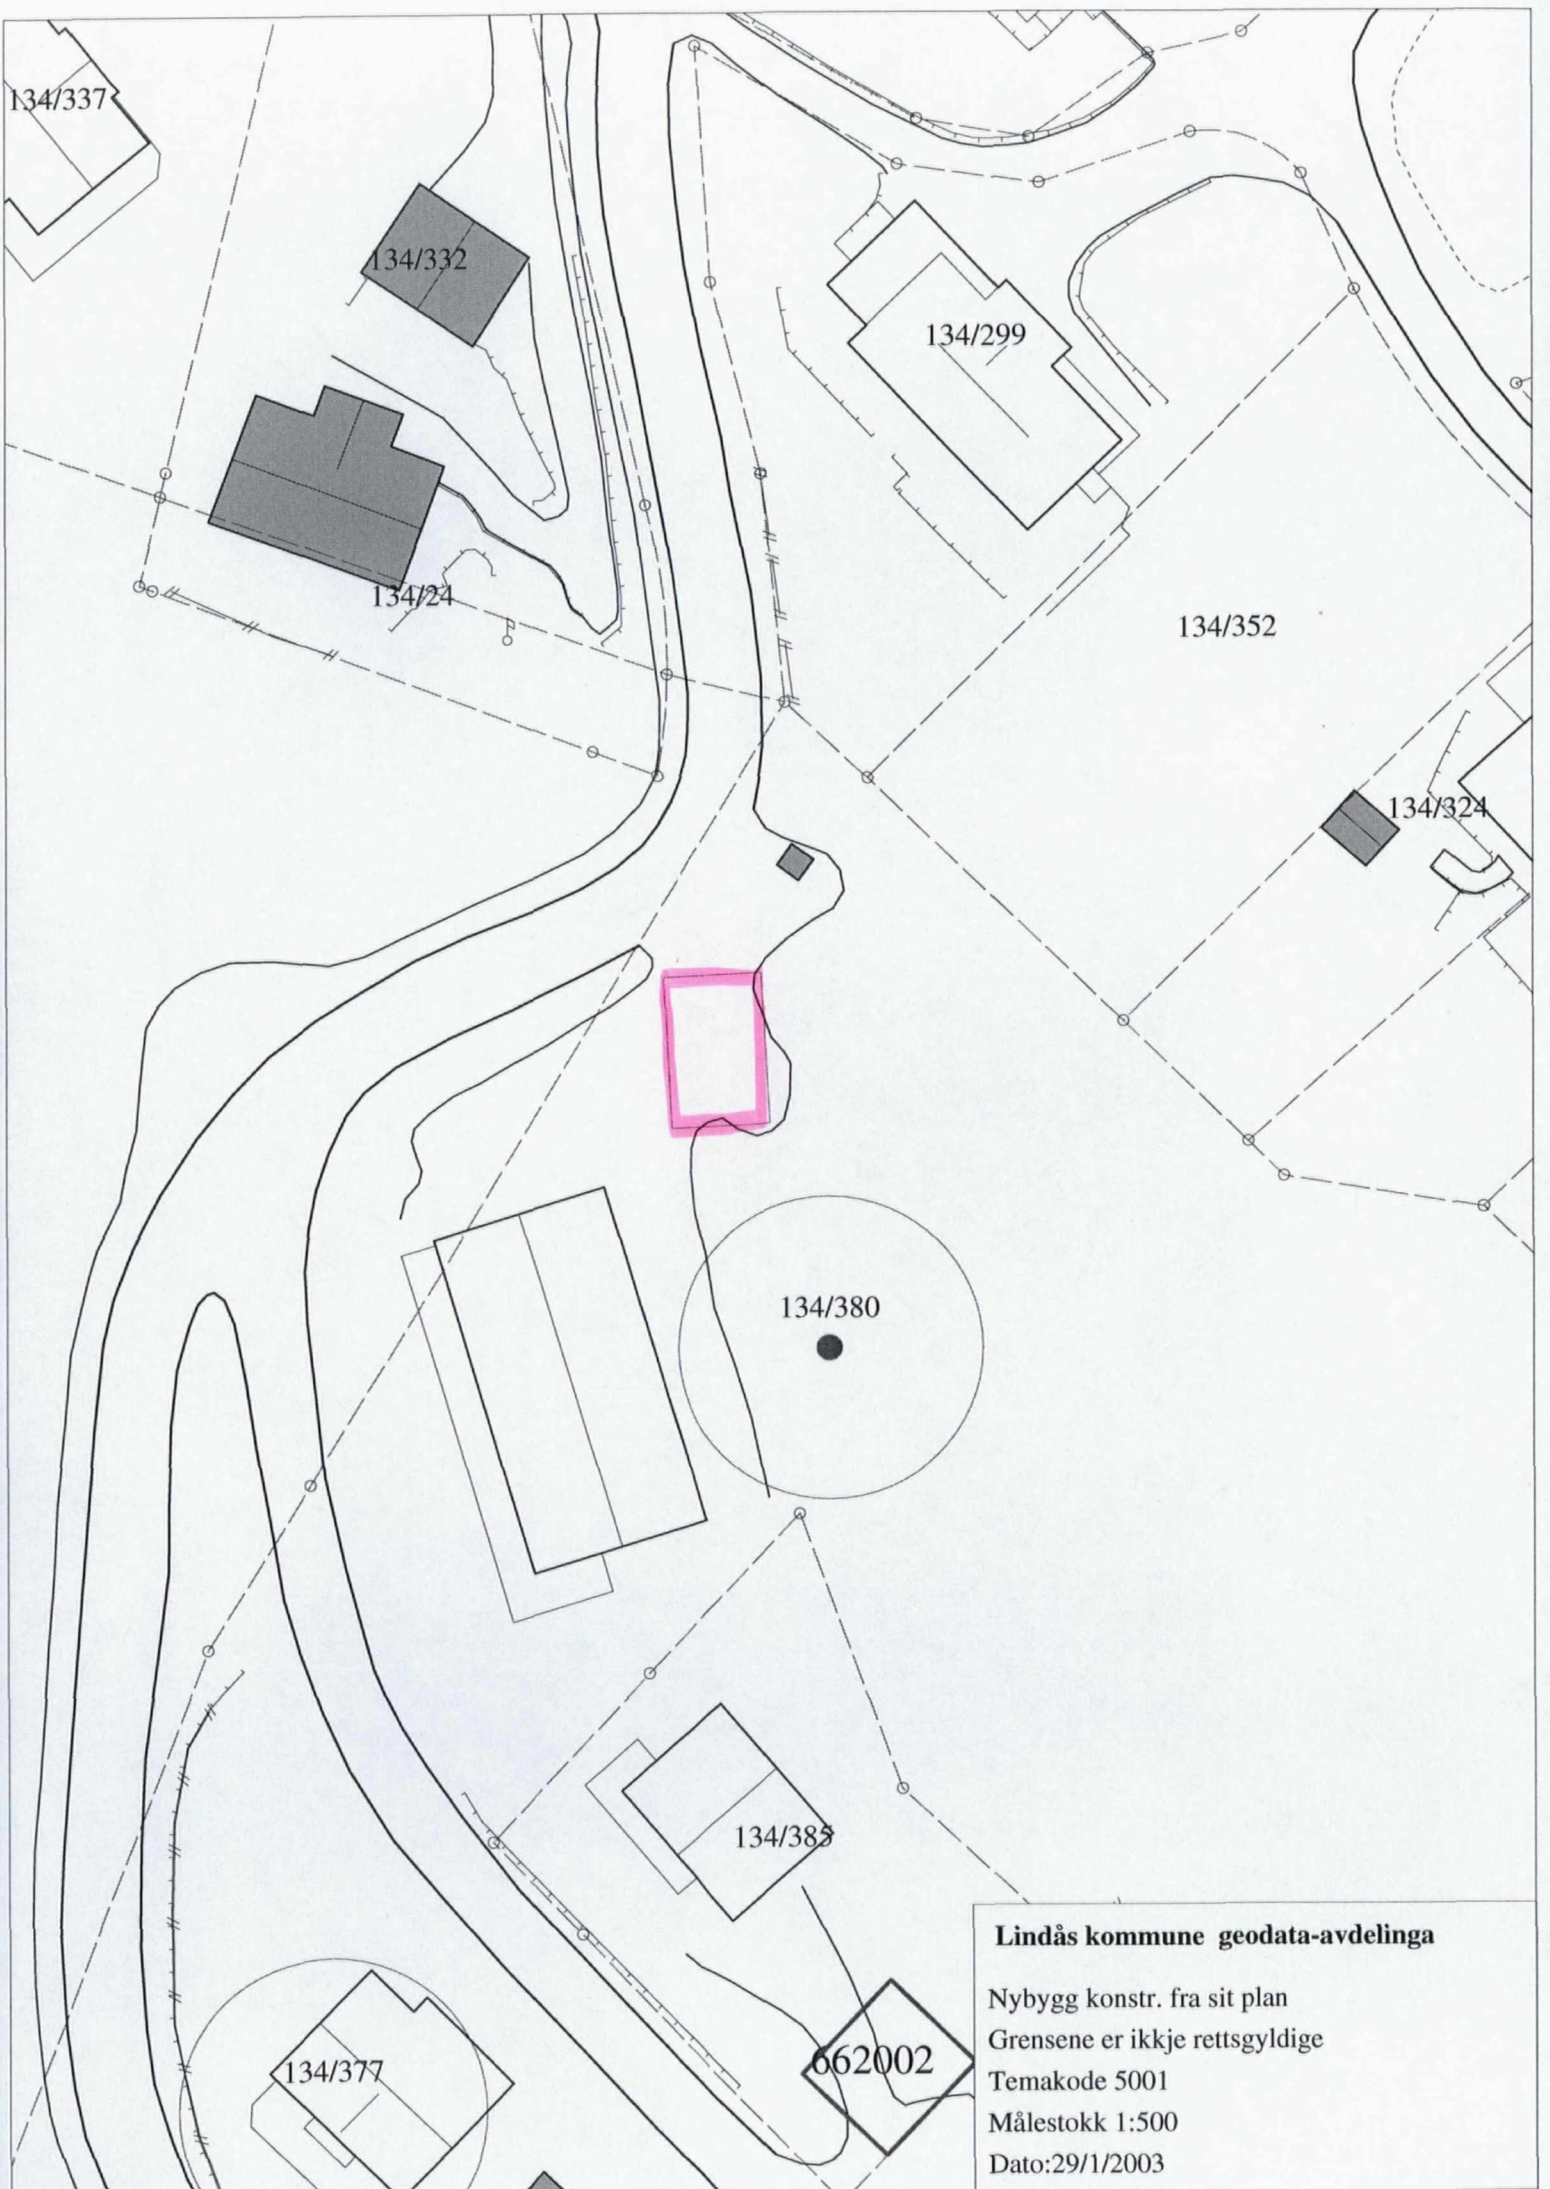 134/337
134/332
134/299
134/24
134/352
134/324
134/380
134/385
662002
134/377
Lindås kommune geodata-avdelinga
Nybygg konstr. fra sit plan
Grensene er ikkje rettsgyldige
Temakode 5001
Målestokk 1:500
Dato:29/1/2003